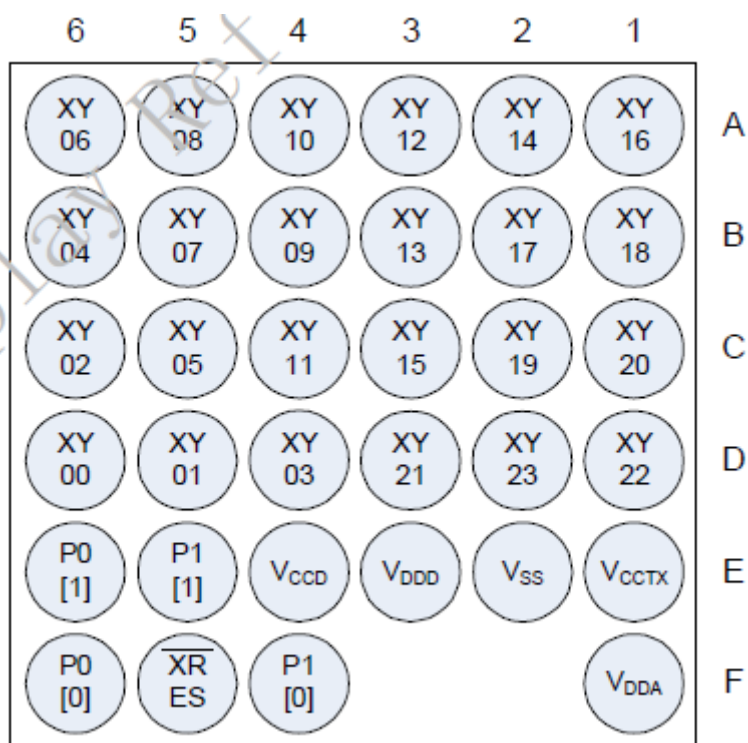 6 5 4 3 2 1
XY 06 XY 08 XY 10 XY 12 XY 14 XY 16 A
XY 04 XY 07 XY 09 XY 13 XY 17 XY 18 B
XY 02 XY 05 XY 11 XY 15 XY 19 XY 20 C
XY 00 XY 01 XY 03 XY 21 XY 23 XY 22 D
P0 [1] P1 [1] VCCD VDDD VSS VCCTX E
P0 [0] XRES P1 [0] VDDA F
play Ref